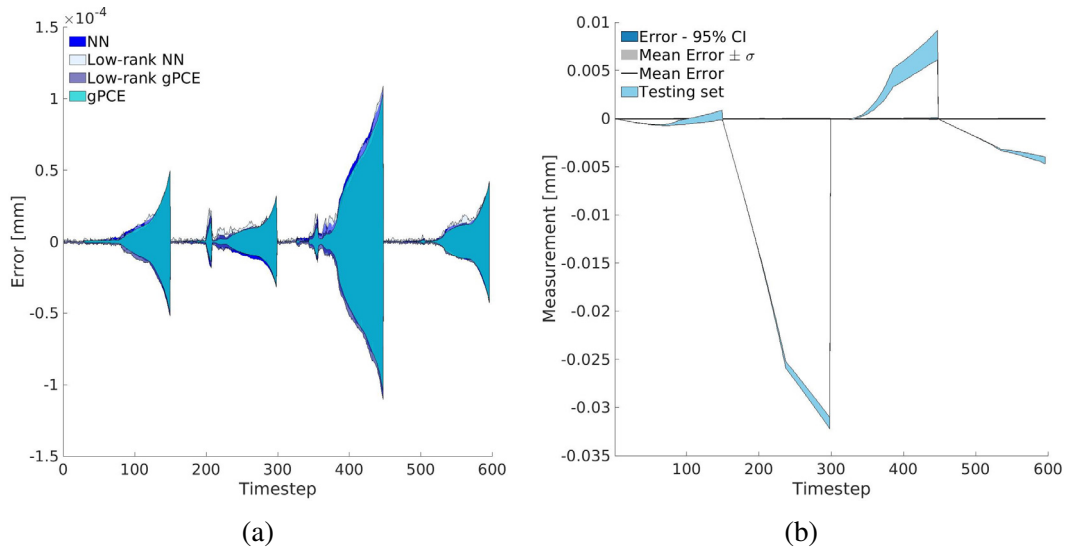 ×10⁻⁴
1.5
1
0.5
0
-0.5
-1
-1.5
Error [mm]
NN
Low-rank NN
Low-rank gPCE
gPCE
0 100 200 300 400 500 600
Timestep
(a)
0.01
0.005
0
-0.005
-0.01
-0.015
-0.02
-0.025
-0.03
-0.035
Measurement [mm]
Error - 95% CI
Mean Error ± σ
Mean Error
Testing set
100 200 300 400 500 600
Timestep
(b)